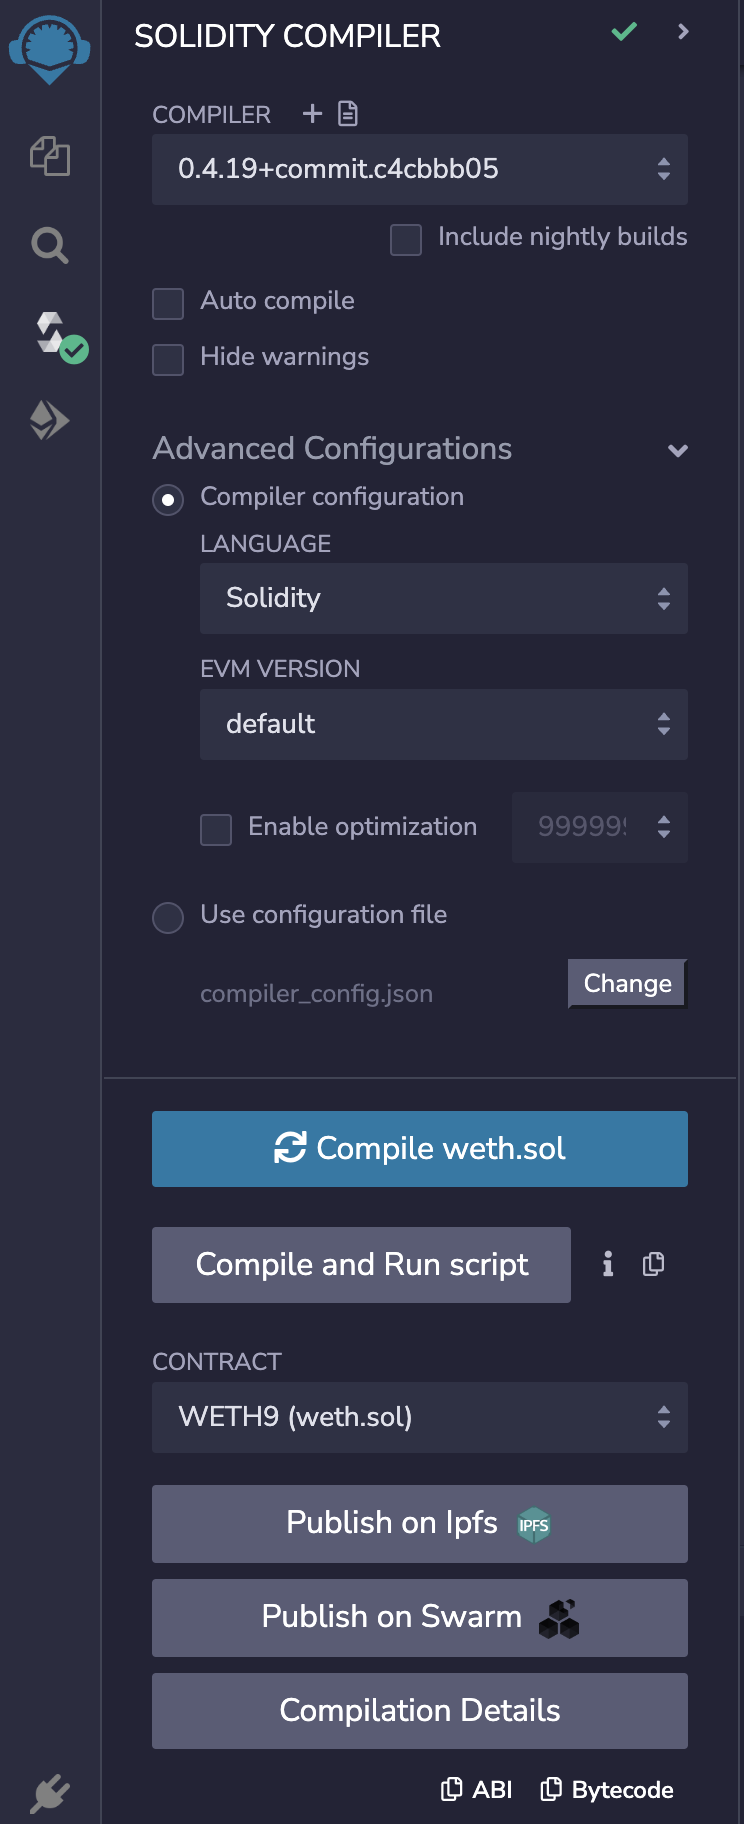 SOLIDITY COMPILER
COMPILER
0.4.19+commit.c4cbbb05
Include nightly builds
Auto compile
Hide warnings
Advanced Configurations
Compiler configuration
LANGUAGE
Solidity
EVM VERSION
default
Enable optimization
Use configuration file
compiler_config.json
Change
Compile weth.sol
Compile and Run script
CONTRACT
WETH9 (weth.sol)
Publish on Ipfs IPFS
Publish on Swarm
Compilation Details
ABI Bytecode